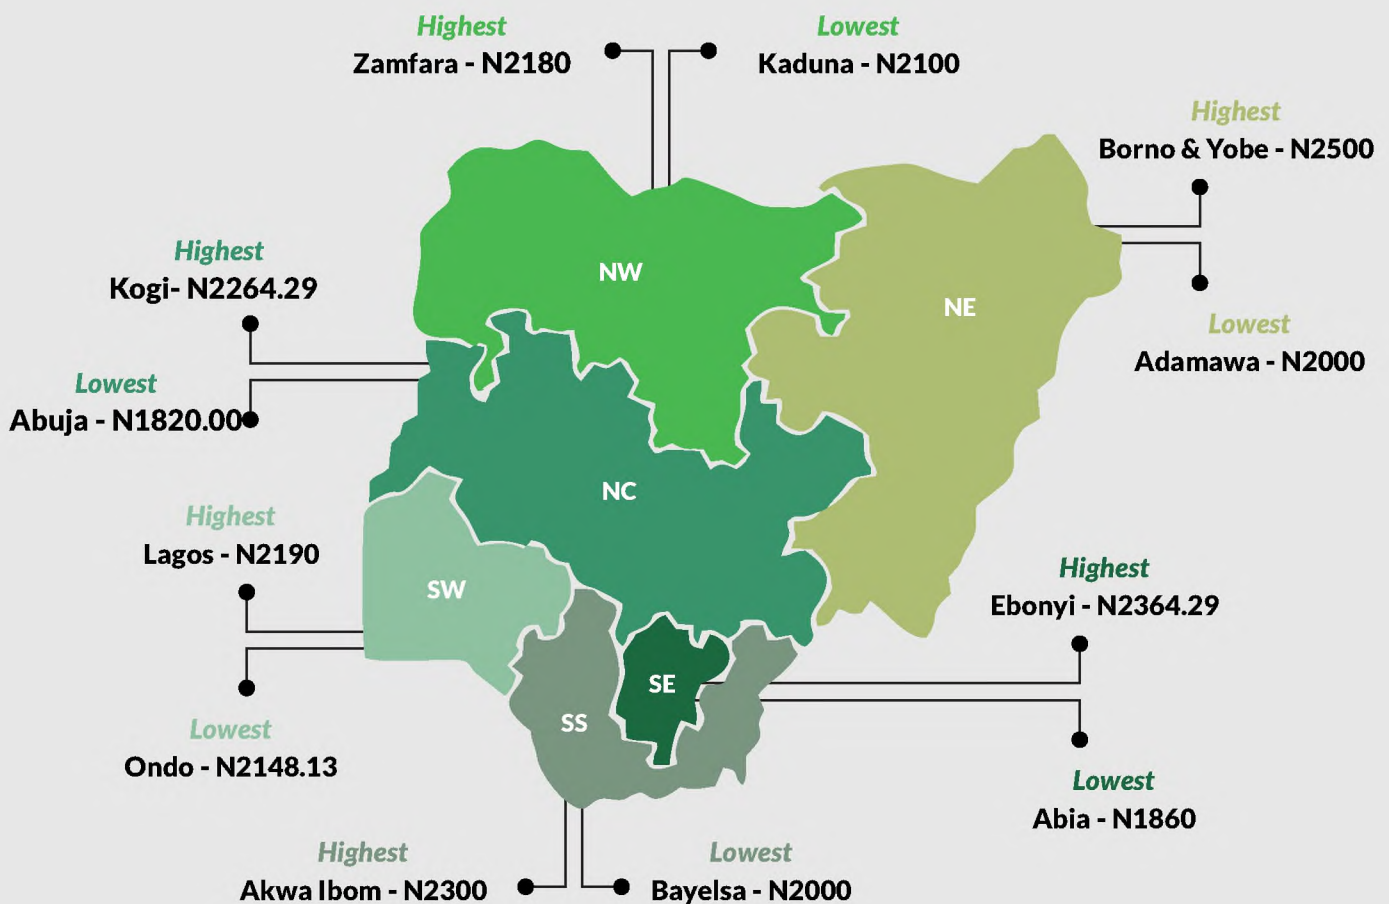 Highest
Zamfara - N2180
Lowest
Kaduna - N2100
Highest
Borno & Yobe - N2500
Lowest
Adamawa - N2000
Highest
Kogi- N2264.29
Lowest
Abuja - N1820.00
NW
NE
NC
Highest
Lagos - N2190
SW
Lowest
Ondo - N2148.13
Highest
Ebonyi - N2364.29
SE
SS
Lowest
Abia - N1860
Highest
Akwa Ibom - N2300
Lowest
Bayelsa - N2000